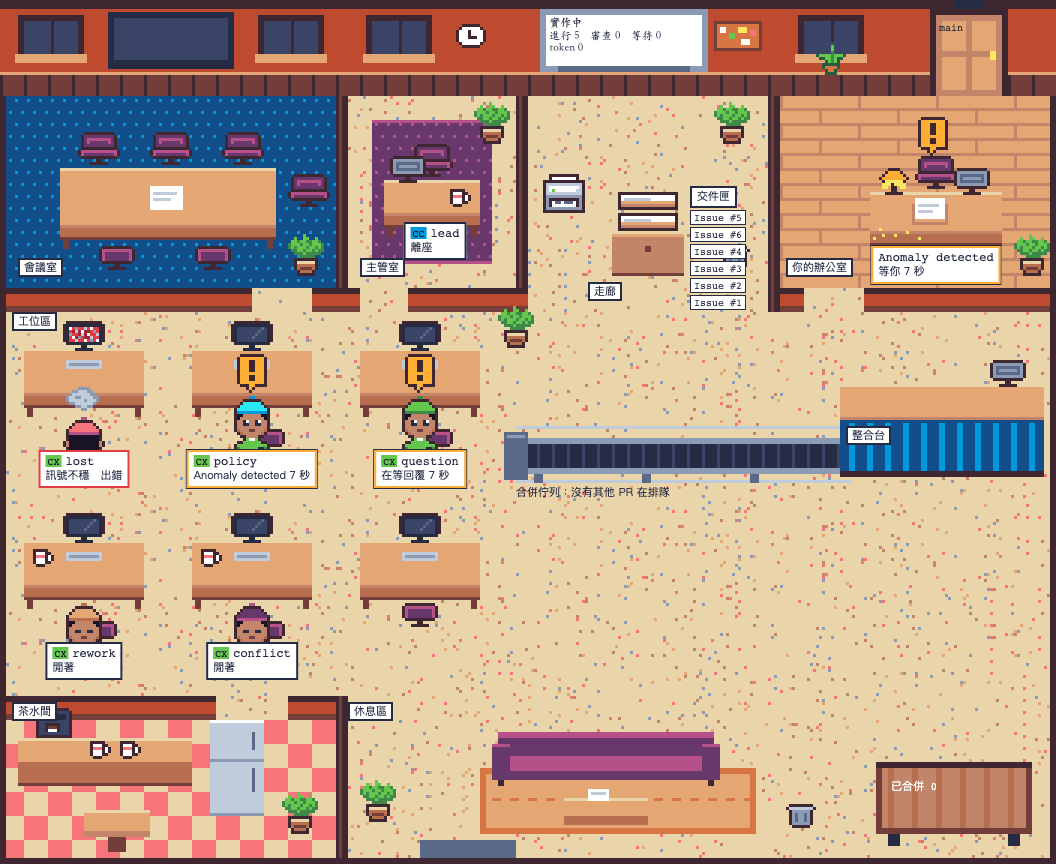 實作中
進行 5 審查 0 等待 0
token 0
main
會議室
cc lead
離座
主管室
交件匣
Issue #5
Issue #6
Issue #4
Issue #3
Issue #2
Issue #1
走廊
你的辦公室
Anomaly detected
等你 7 秒
工位區
cx lost
訊號不穩 出錯
cx policy
Anomaly detected 7 秒
cx question
在等回覆 7 秒
整合台
合併佇列：沒有其他 PR 在排隊
cx rework
閒著
cx conflict
閒著
茶水間
休息區
已合併 0